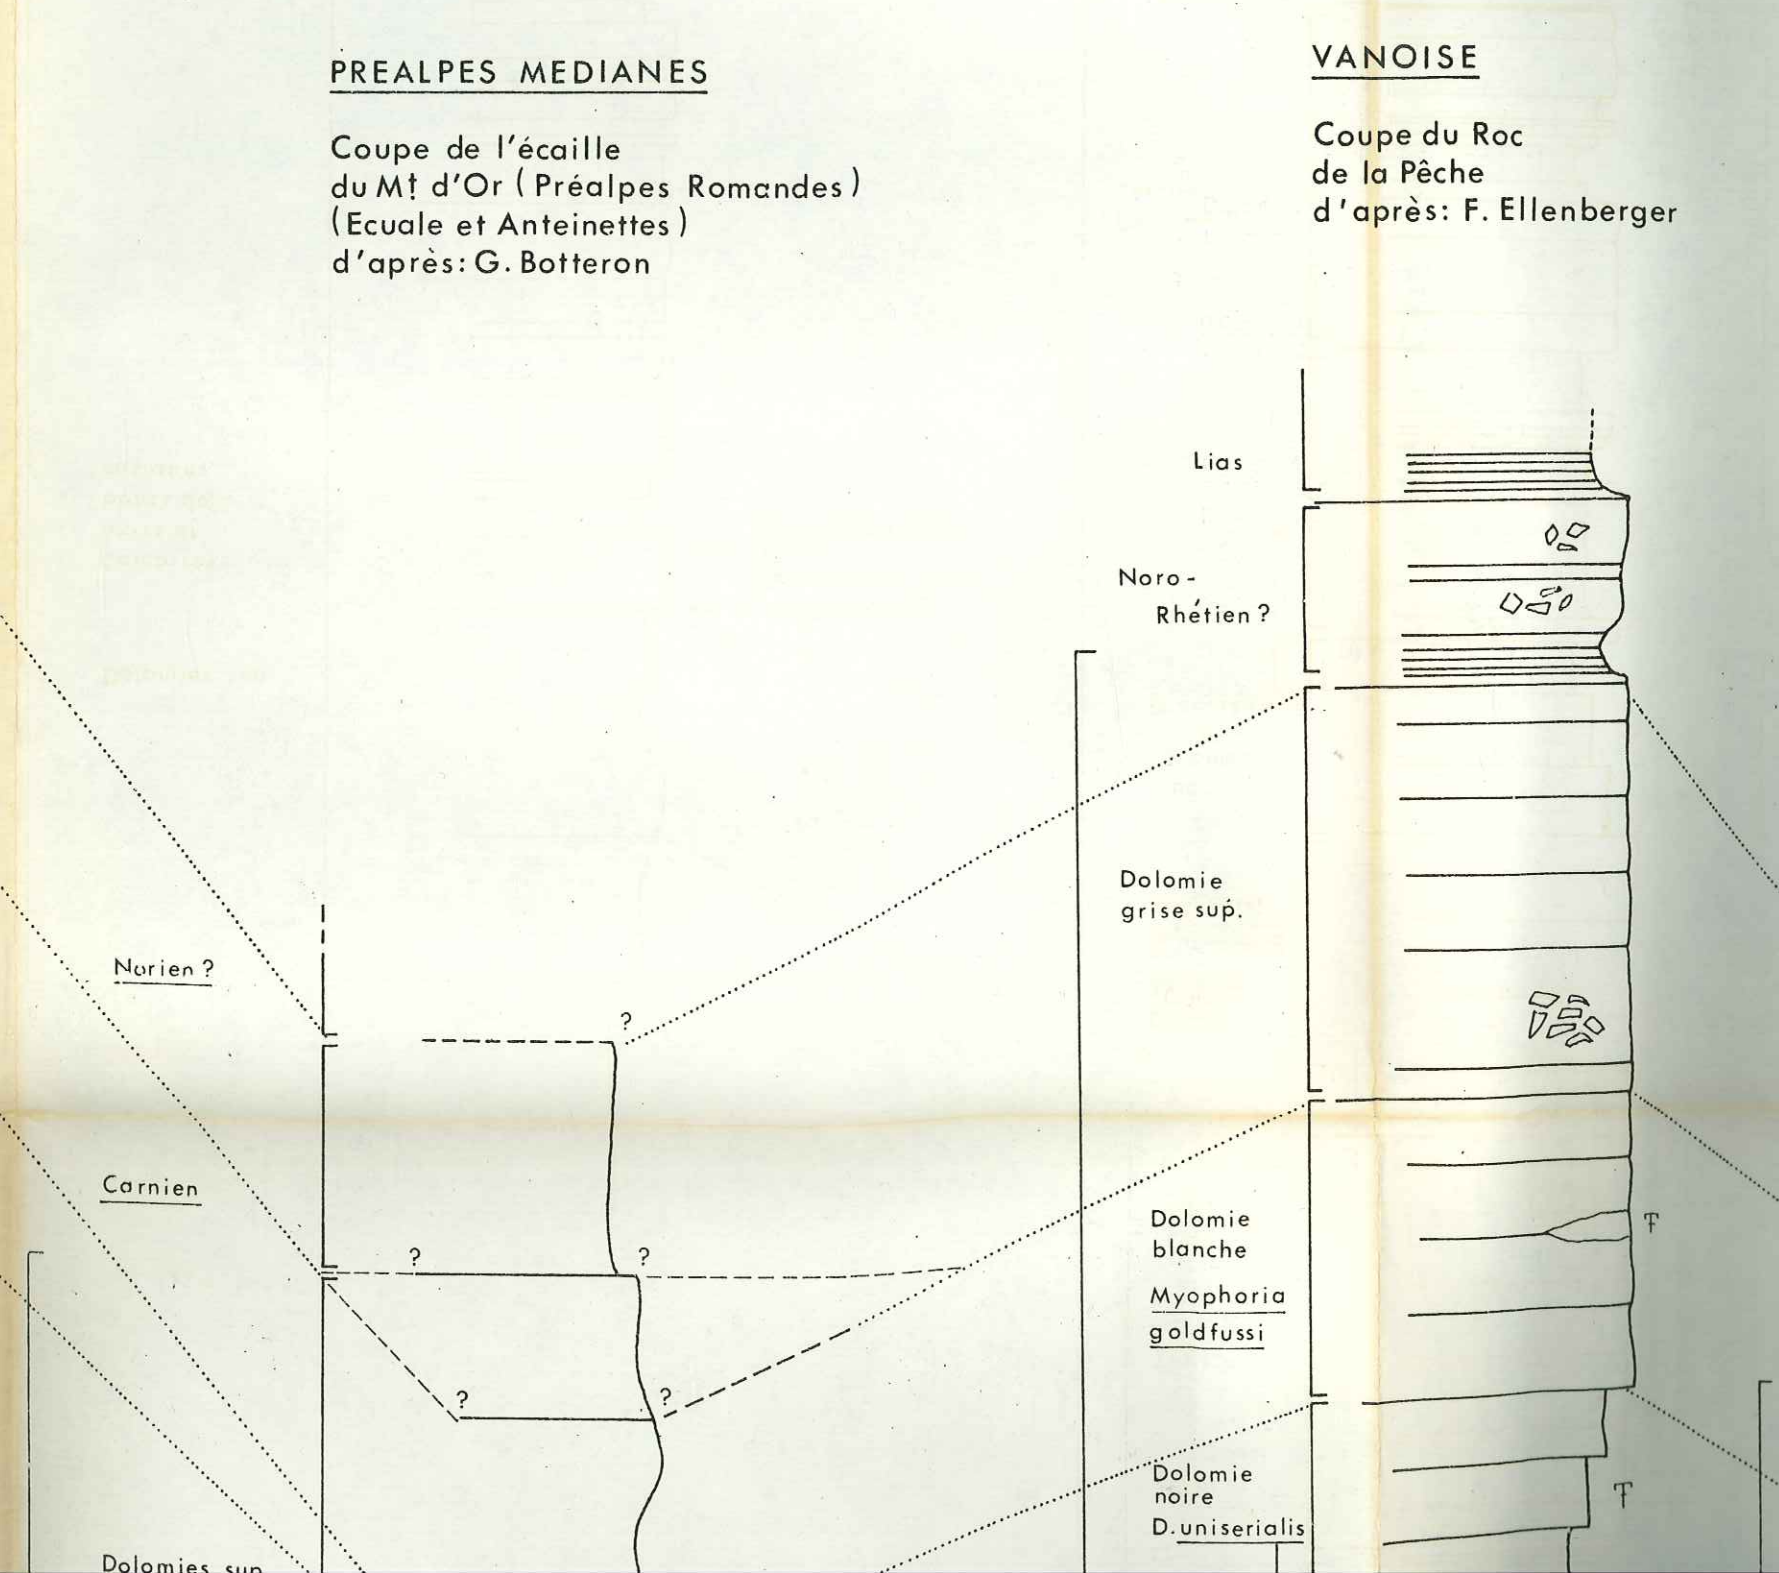 PREALPES MEDIANES
Coupe de l'écaille
du Mt d'Or (Préalpes Romandes)
(Ecuale et Anteinettes)
d'après: G. Botteron
VANOISE
Coupe du Roc
de la Pêche
d'après: F. Ellenberger
Lias
Noro-
Rhétien ?
Dolomie
grise sup.
Norien ?
?
Carnien
?
?
?
?
Dolomie
blanche
Myophoria
goldfussi
Dolomie
noire
D. uniserialis
Dolomies sup.